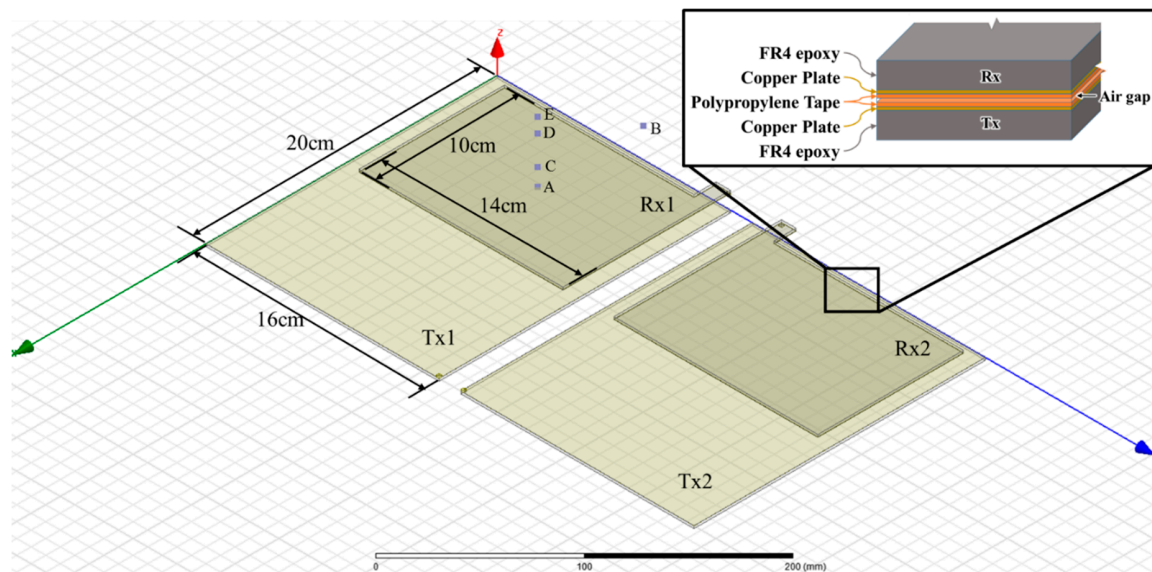 z
FR4 epoxy
Copper Plate
Polypropylene Tape
Copper Plate
FR4 epoxy
Rx
Tx
Air gap
20cm
10cm
14cm
E
D
B
C
A
Rx1
16cm
Tx1
Rx2
Tx2
0
100
200 (mm)